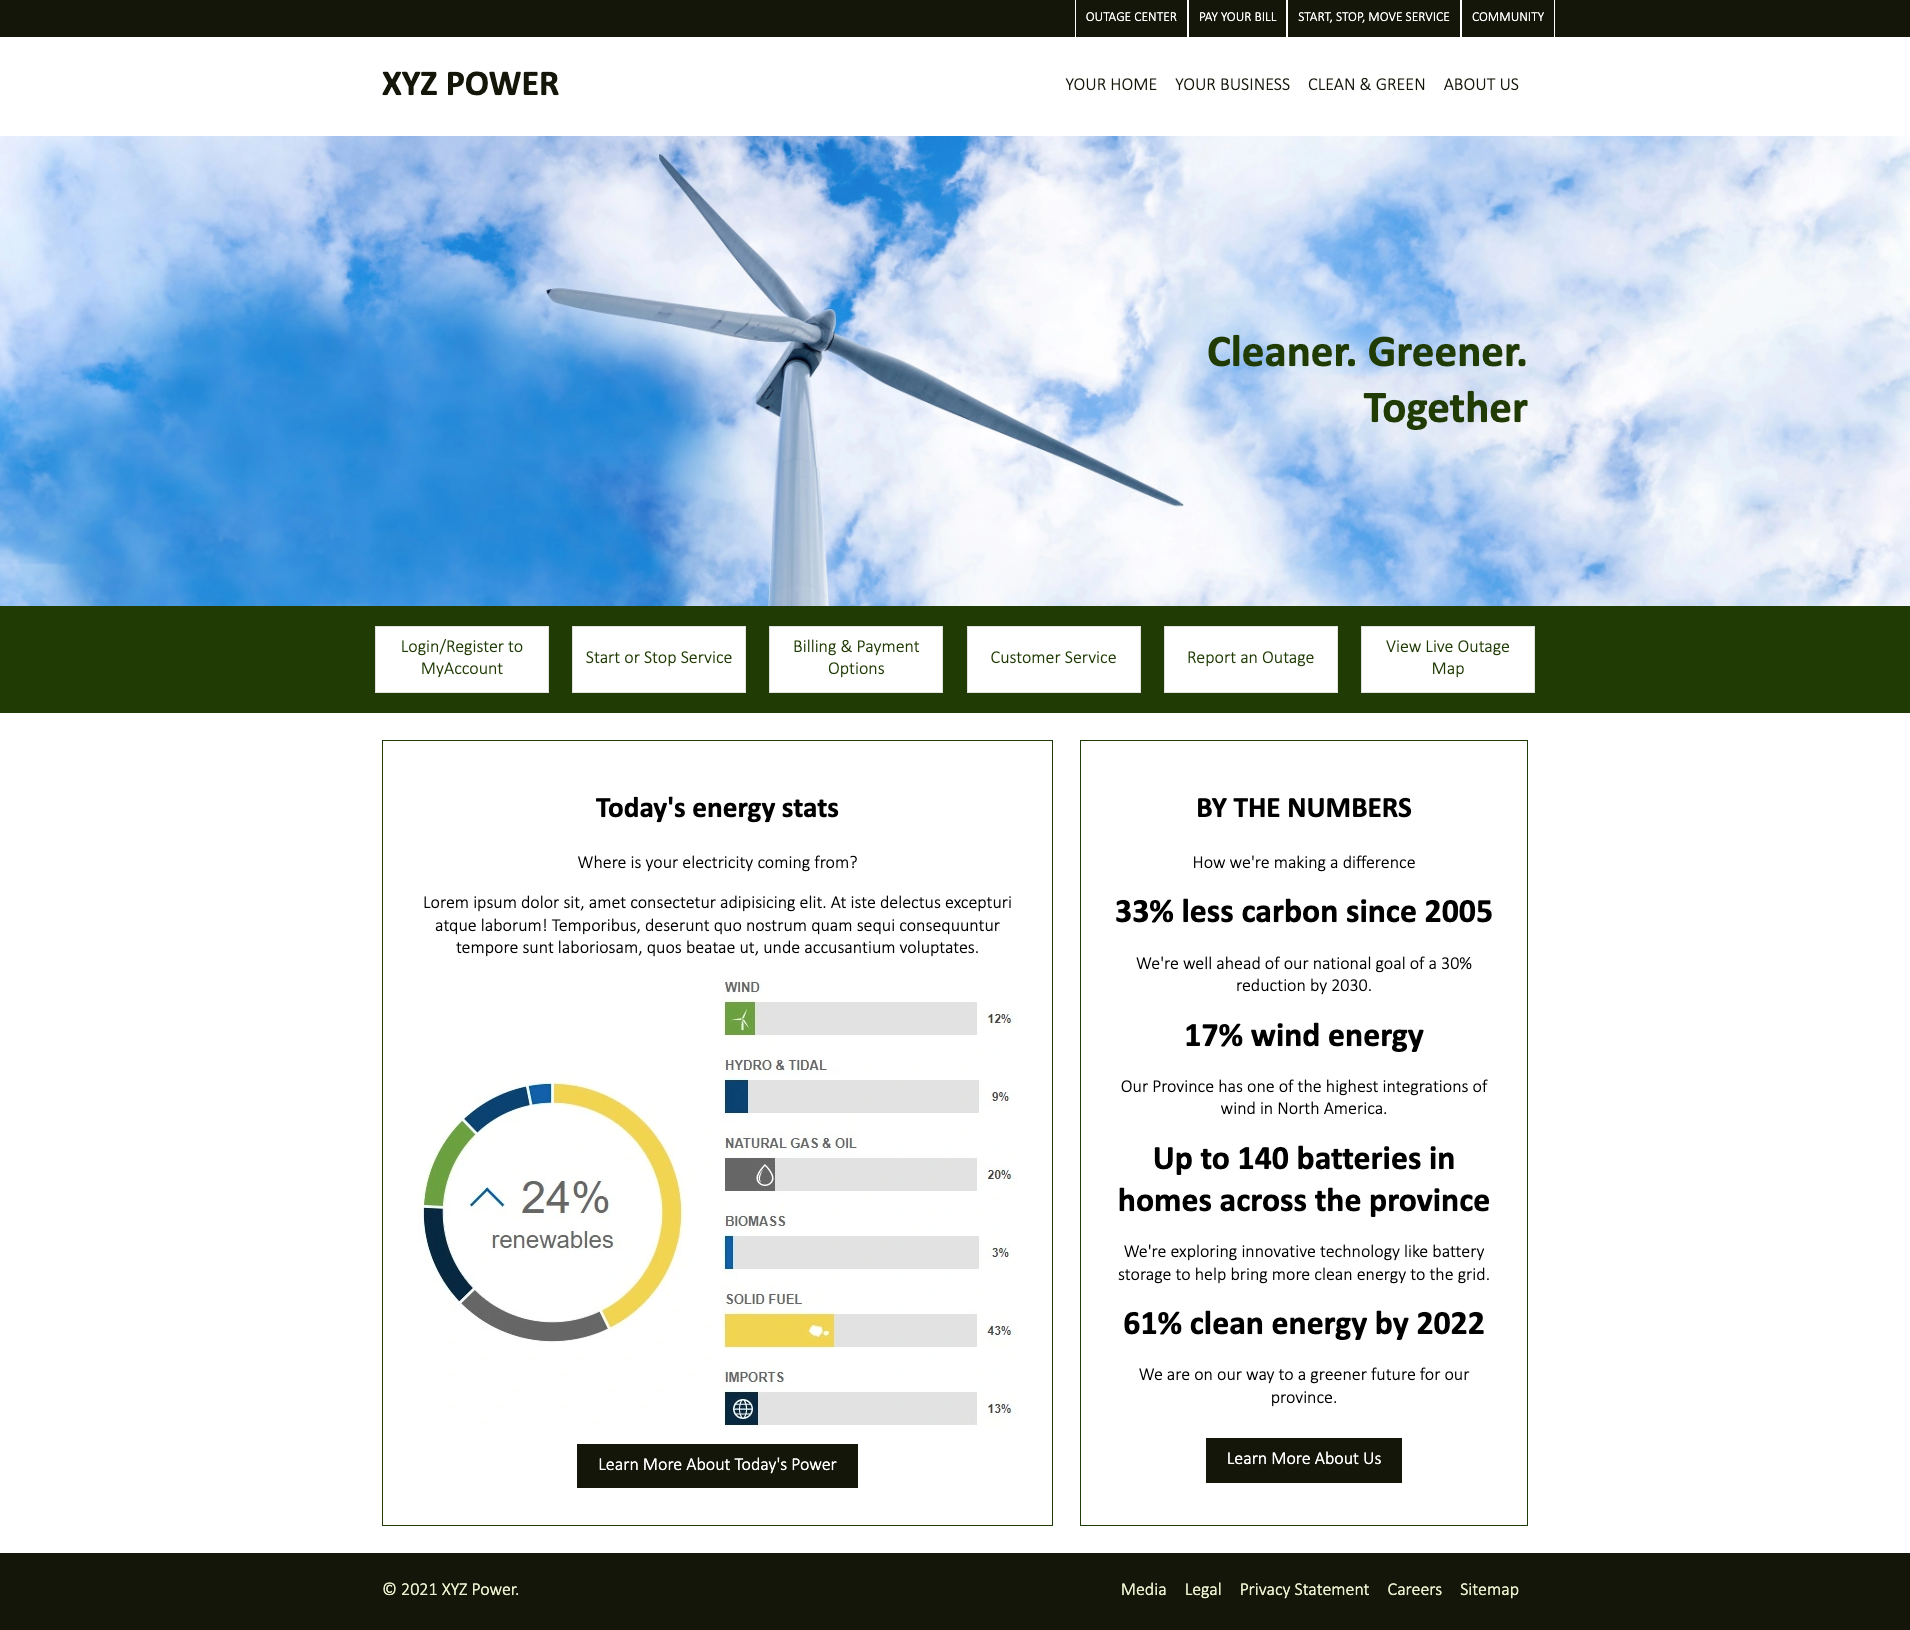 OUTAGE CENTER
PAY YOUR BILL
START, STOP, MOVE SERVICE
COMMUNITY
XYZ POWER
YOUR HOME
YOUR BUSINESS
CLEAN & GREEN
ABOUT US
Cleaner. Greener.
Together
Login/Register to
MyAccount
Start or Stop Service
Billing & Payment
Options
Customer Service
Report an Outage
View Live Outage
Map
Today's energy stats
Where is your electricity coming from?
Lorem ipsum dolor sit, amet consectetur adipisicing elit. At iste delectus excepturi
atque laborum! Temporibus, deserunt quo nostrum quam sequi consequuntur
tempore sunt laboriosam, quos beatae ut, unde accusantium voluptates.
24%
renewables
WIND
12%
HYDRO & TIDAL
9%
NATURAL GAS & OIL
20%
BIOMASS
3%
SOLID FUEL
43%
IMPORTS
13%
Learn More About Today's Power
BY THE NUMBERS
How we're making a difference
33% less carbon since 2005
We're well ahead of our national goal of a 30%
reduction by 2030.
17% wind energy
Our Province has one of the highest integrations of
wind in North America.
Up to 140 batteries in
homes across the province
We're exploring innovative technology like battery
storage to help bring more clean energy to the grid.
61% clean energy by 2022
We are on our way to a greener future for our
province.
Learn More About Us
© 2021 XYZ Power.
Media
Legal
Privacy Statement
Careers
Sitemap